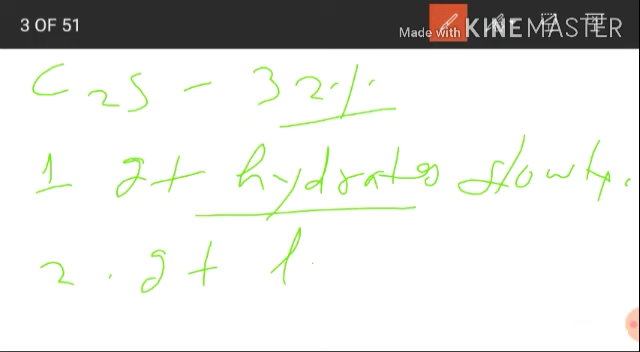 3 OF 51
Made with KINEMASTER
C2S - 32%
1 It hydrates slowly.
2. It